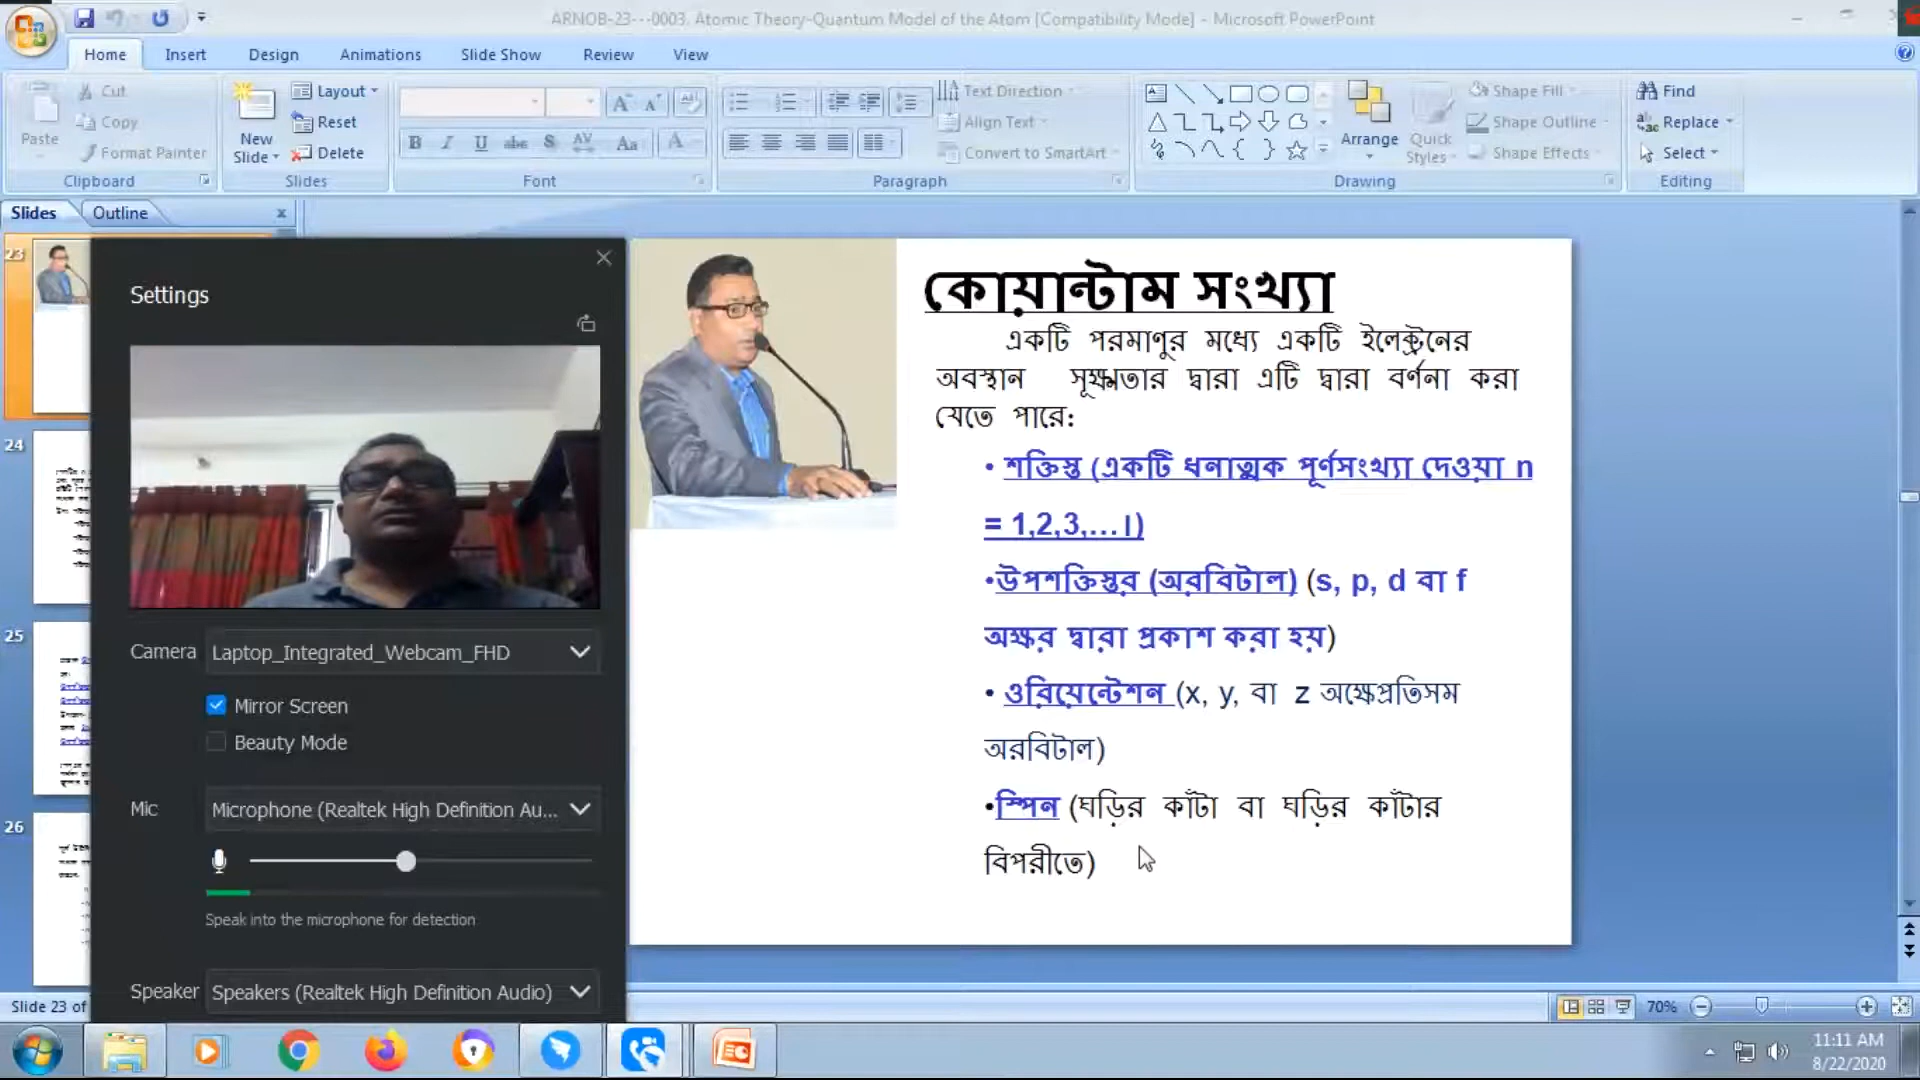 ARNOB-23---0003. Atomic Theory-Quantum Model of the Atom [Compatibility Mode] - Microsoft PowerPoint
Home Insert Design Animations Slide Show Review View
Cut
Copy
Format Painter
Paste
Clipboard
New Slide
Layout
Reset
Delete
Slides
Font
Text Direction
Align Text
Convert to SmartArt
Paragraph
Arrange
Quick Styles
Shape Fill
Shape Outline
Shape Effects
Drawing
Find
Replace
Select
Editing
Slides Outline
23
24
25
26
Settings
Camera Laptop_Integrated_Webcam_FHD
Mirror Screen
Beauty Mode
Mic Microphone (Realtek High Definition Au...
Speak into the microphone for detection
Speaker Speakers (Realtek High Definition Audio)
কোয়ান্টাম সংখ্যা
একটি পরমাণুর মধ্যে একটি ইলেক্ট্রনের
অবস্থান সূক্ষ্মতার দ্বারা এটি দ্বারা বর্ণনা করা
যেতে পারে:
• শক্তিস্ত (একটি ধনাত্মক পূর্ণসংখ্যা দেওয়া n
= 1,2,3,...।)
•উপশক্তিস্তর (অরবিটাল) (s, p, d বা f
অক্ষর দ্বারা প্রকাশ করা হয়)
• ওরিয়েন্টেশন (x, y, বা z অক্ষেপ্রতিসম
অরবিটাল)
•স্পিন (ঘড়ির কাঁটা বা ঘড়ির কাঁটার
বিপরীতে)
Slide 23 of
70%
11:11 AM
8/22/2020